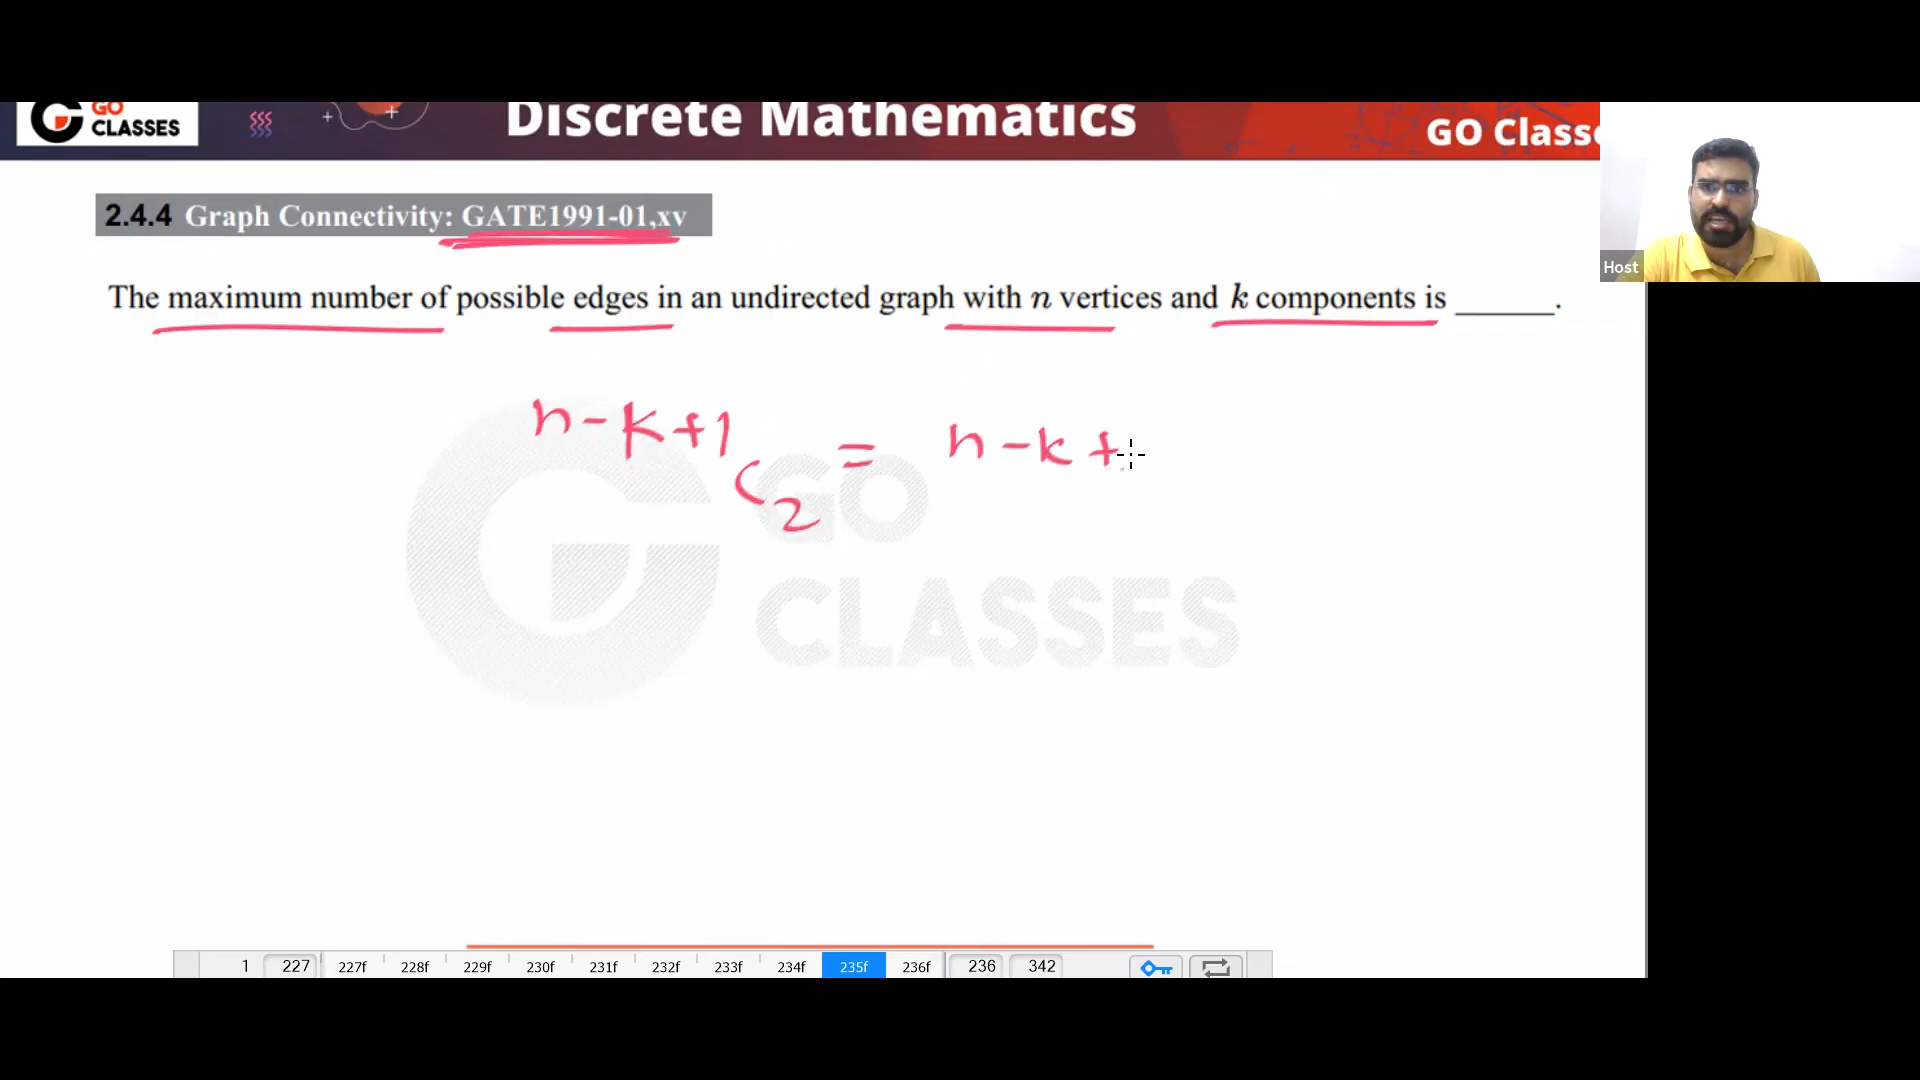 GO
CLASSES
Discrete Mathematics
GO Classe
Host
2.4.4 Graph Connectivity: GATE1991-01,xv
The maximum number of possible edges in an undirected graph with n vertices and k components is ______.
n-k+1
C2 = n-k+
GO
CLASSES
1 227 227f 228f 229f 230f 231f 232f 233f 234f 235f 236f 236 342